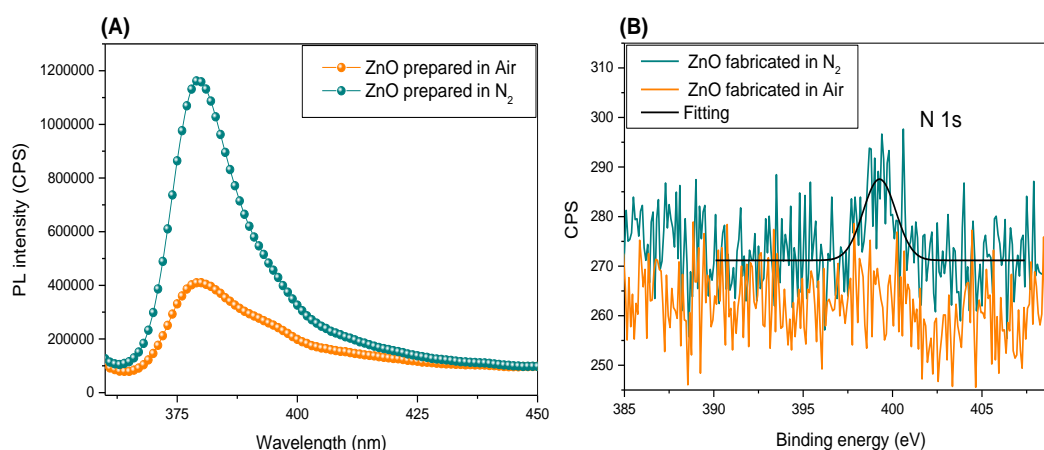 (A)
ZnO prepared in Air
ZnO prepared in N₂
1200000
1000000
800000
600000
400000
200000
0
PL intensity (CPS)
375
400
425
450
Wavelength (nm)
(B)
ZnO fabricated in N₂
ZnO fabricated in Air
Fitting
N 1s
310
300
290
280
270
260
250
CPS
385
390
395
400
405
Binding energy (eV)